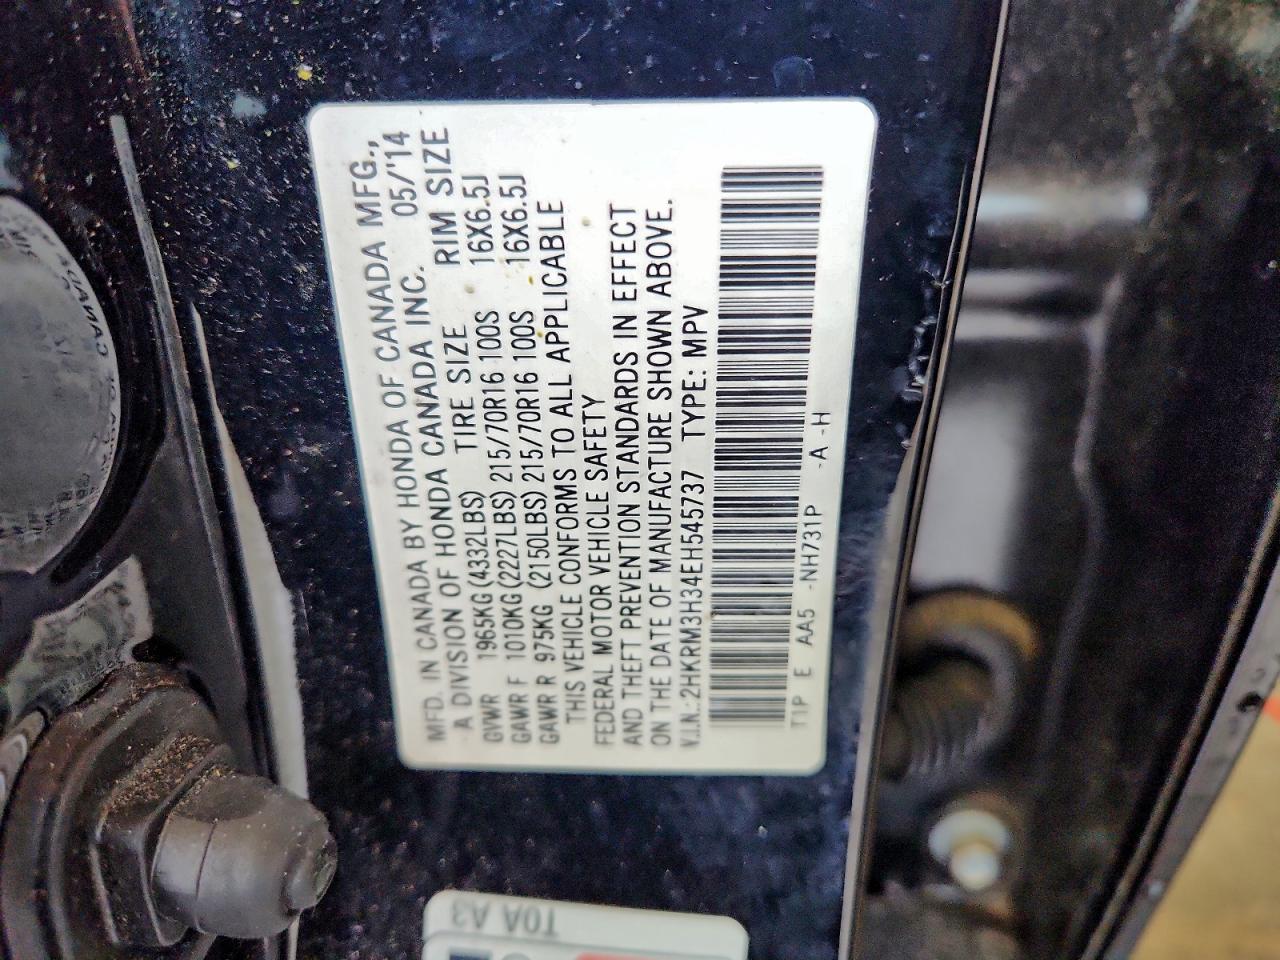 MFD. IN CANADA BY HONDA OF CANADA MFG.,
A DIVISION OF HONDA CANADA INC. 05/'14
GVWR 1965KG(4332LBS) TIRE SIZE RIM SIZE
GAWR F 1010KG(2227LBS) 215/70R16 100S 16X6.5J
GAWR R 975KG (2150LBS) 215/70R16 100S 16X6.5J
THIS VEHICLE CONFORMS TO ALL APPLICABLE
FEDERAL MOTOR VEHICLE SAFETY
AND THEFT PREVENTION STANDARDS IN EFFECT
ON THE DATE OF MANUFACTURE SHOWN ABOVE.
V.I.N.:2HKRM3H34EH545737 TYPE: MPV
T1P E AA5 -NH731P -A -H
T0A A3